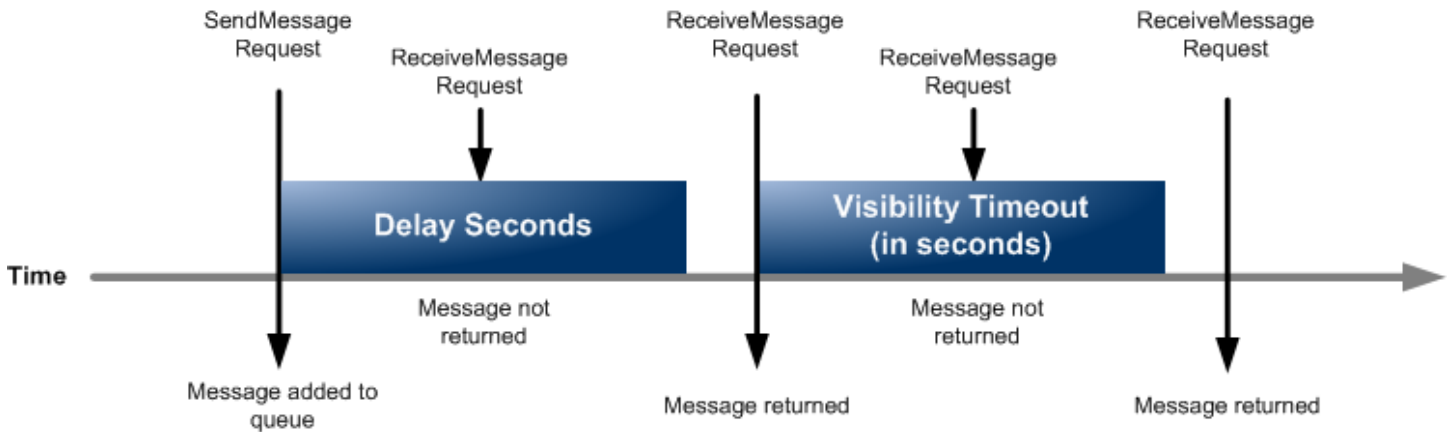 SendMessage
Request
ReceiveMessage
Request
ReceiveMessage
Request
ReceiveMessage
Request
ReceiveMessage
Request
Delay Seconds
Visibility Timeout
(in seconds)
Time
Message not
returned
Message not
returned
Message added to
queue
Message returned
Message returned